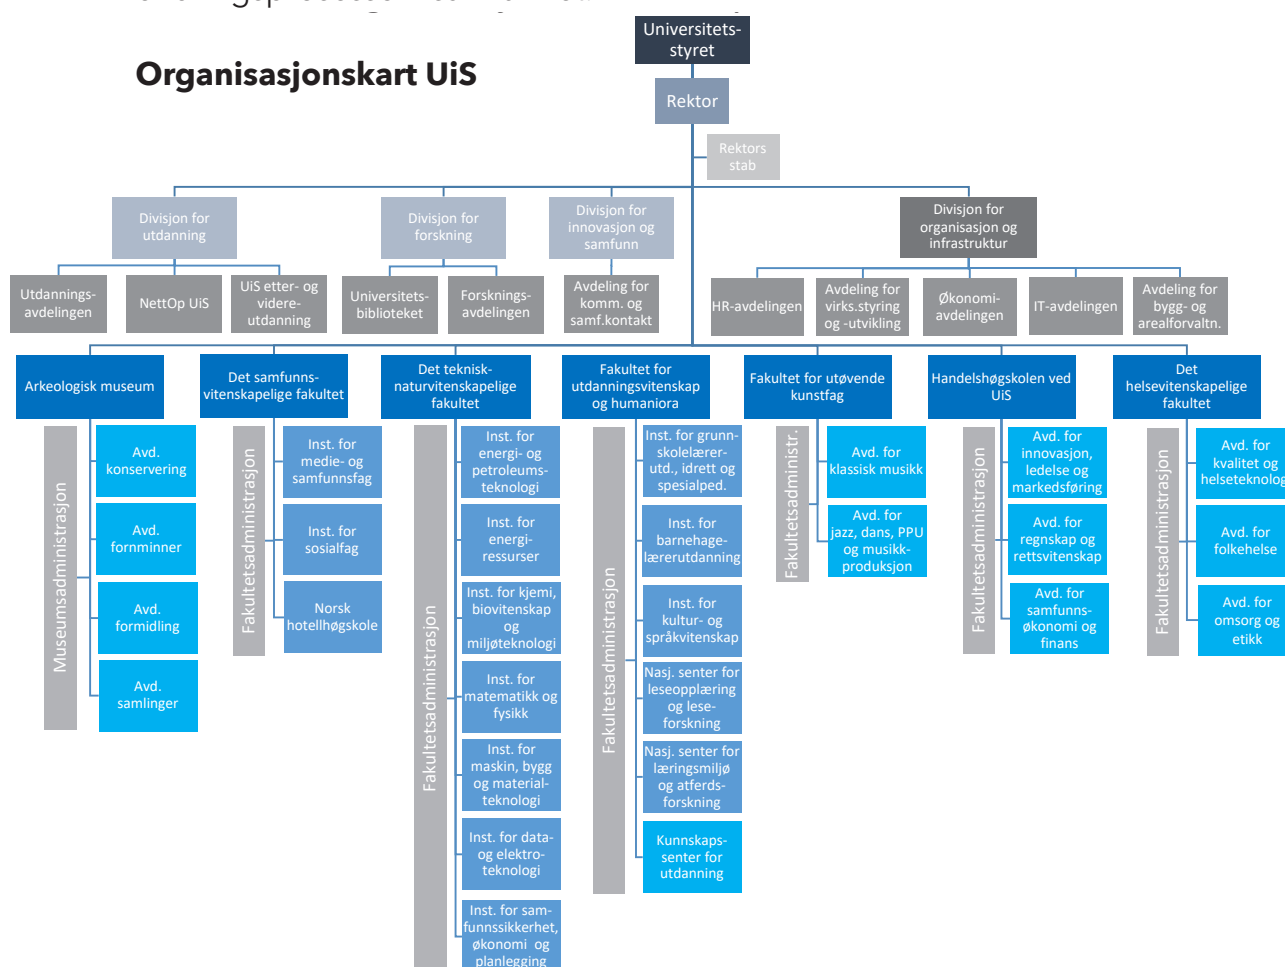 Universitets-
styret
Organisasjonskart UiS
Rektor
Rektors
stab
Divisjon for
utdanning
Divisjon for
forskning
Divisjon for
innovasjon og
samfunn
Divisjon for
organisasjon og
infrastruktur
Utdannings-
avdelingen
NettOp UiS
UiS etter- og
videre-
utdanning
Universitets-
biblioteket
Forsknings-
avdelingen
Avdeling for
komm. og
samf.kontakt
HR-avdelingen
Avdeling for
virks.styring
og -utvikling
Økonomi-
avdelingen
IT-avdelingen
Avdeling for
bygg- og
arealforvaltn.
Arkeologisk museum
Det samfunns-
vitenskapelige fakultet
Det teknisk-
naturvitenskapelige
fakultet
Fakultet for
utdanningsvitenskap
og humaniora
Fakultet for utøvende
kunstfag
Handelshøgskolen ved
UiS
Det
helsevitenskapelige
fakultet
Museumsadministrasjon
Avd.
konservering
Avd.
fornminner
Avd.
formidling
Avd.
samlinger
Fakultetsadministrasjon
Inst. for
medie- og
samfunnsfag
Inst. for
sosialfag
Norsk
hotellhøgskole
Fakultetsadministrasjon
Inst. for
energi- og
petroleums-
teknologi
Inst. for
energi-
ressurser
Inst. for kjemi,
biovitenskap
og
miljøteknologi
Inst. for
matematikk og
fysikk
Inst. for
maskin, bygg
og material-
teknologi
Inst. for data-
og elektro-
teknologi
Inst. for sam-
funnssikkerhet,
økonomi og
planlegging
Fakultetsadministrasjon
Inst. for grunn-
skolelærer-
utd., idrett og
spesialped.
Inst. for
barnehage-
lærerutdanning
Inst. for
kultur- og
språkvitenskap
Nasj. senter for
leseopplæring
og lese-
forskning
Nasj. senter for
læringsmiljø
og atferds-
forskning
Kunnskaps-
senter for
utdanning
Fakultetsadministr.
Avd. for
klassisk musikk
Avd. for
jazz, dans, PPU
og musikk-
produksjon
Fakultetsadministrasjon
Avd. for
innovasjon,
ledelse og
markedsføring
Avd. for
regnskap og
rettsvitenskap
Avd. for
samfunns-
økonomi og
finans
Fakultetsadministrasjon
Avd. for
kvalitet og
helseteknolog
Avd. for
folkehelse
Avd. for
omsorg og
etikk